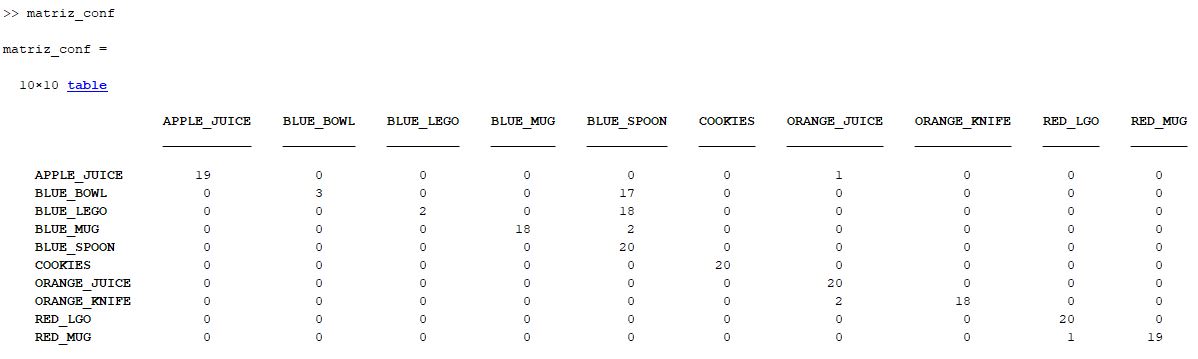 >> matriz_conf
matriz_conf =
10×10 table
APPLE_JUICE BLUE_BOWL BLUE_LEGO BLUE_MUG BLUE_SPOON COOKIES ORANGE_JUICE ORANGE_KNIFE RED_LGO RED_MUG
APPLE_JUICE 19 0 0 0 0 0 1 0 0 0
BLUE_BOWL 0 3 0 0 17 0 0 0 0 0
BLUE_LEGO 0 0 2 0 18 0 0 0 0 0
BLUE_MUG 0 0 0 18 2 0 0 0 0 0
BLUE_SPOON 0 0 0 0 20 0 0 0 0 0
COOKIES 0 0 0 0 0 20 0 0 0 0
ORANGE_JUICE 0 0 0 0 0 0 20 0 0 0
ORANGE_KNIFE 0 0 0 0 0 0 2 18 0 0
RED_LGO 0 0 0 0 0 0 0 0 20 0
RED_MUG 0 0 0 0 0 0 0 0 1 19